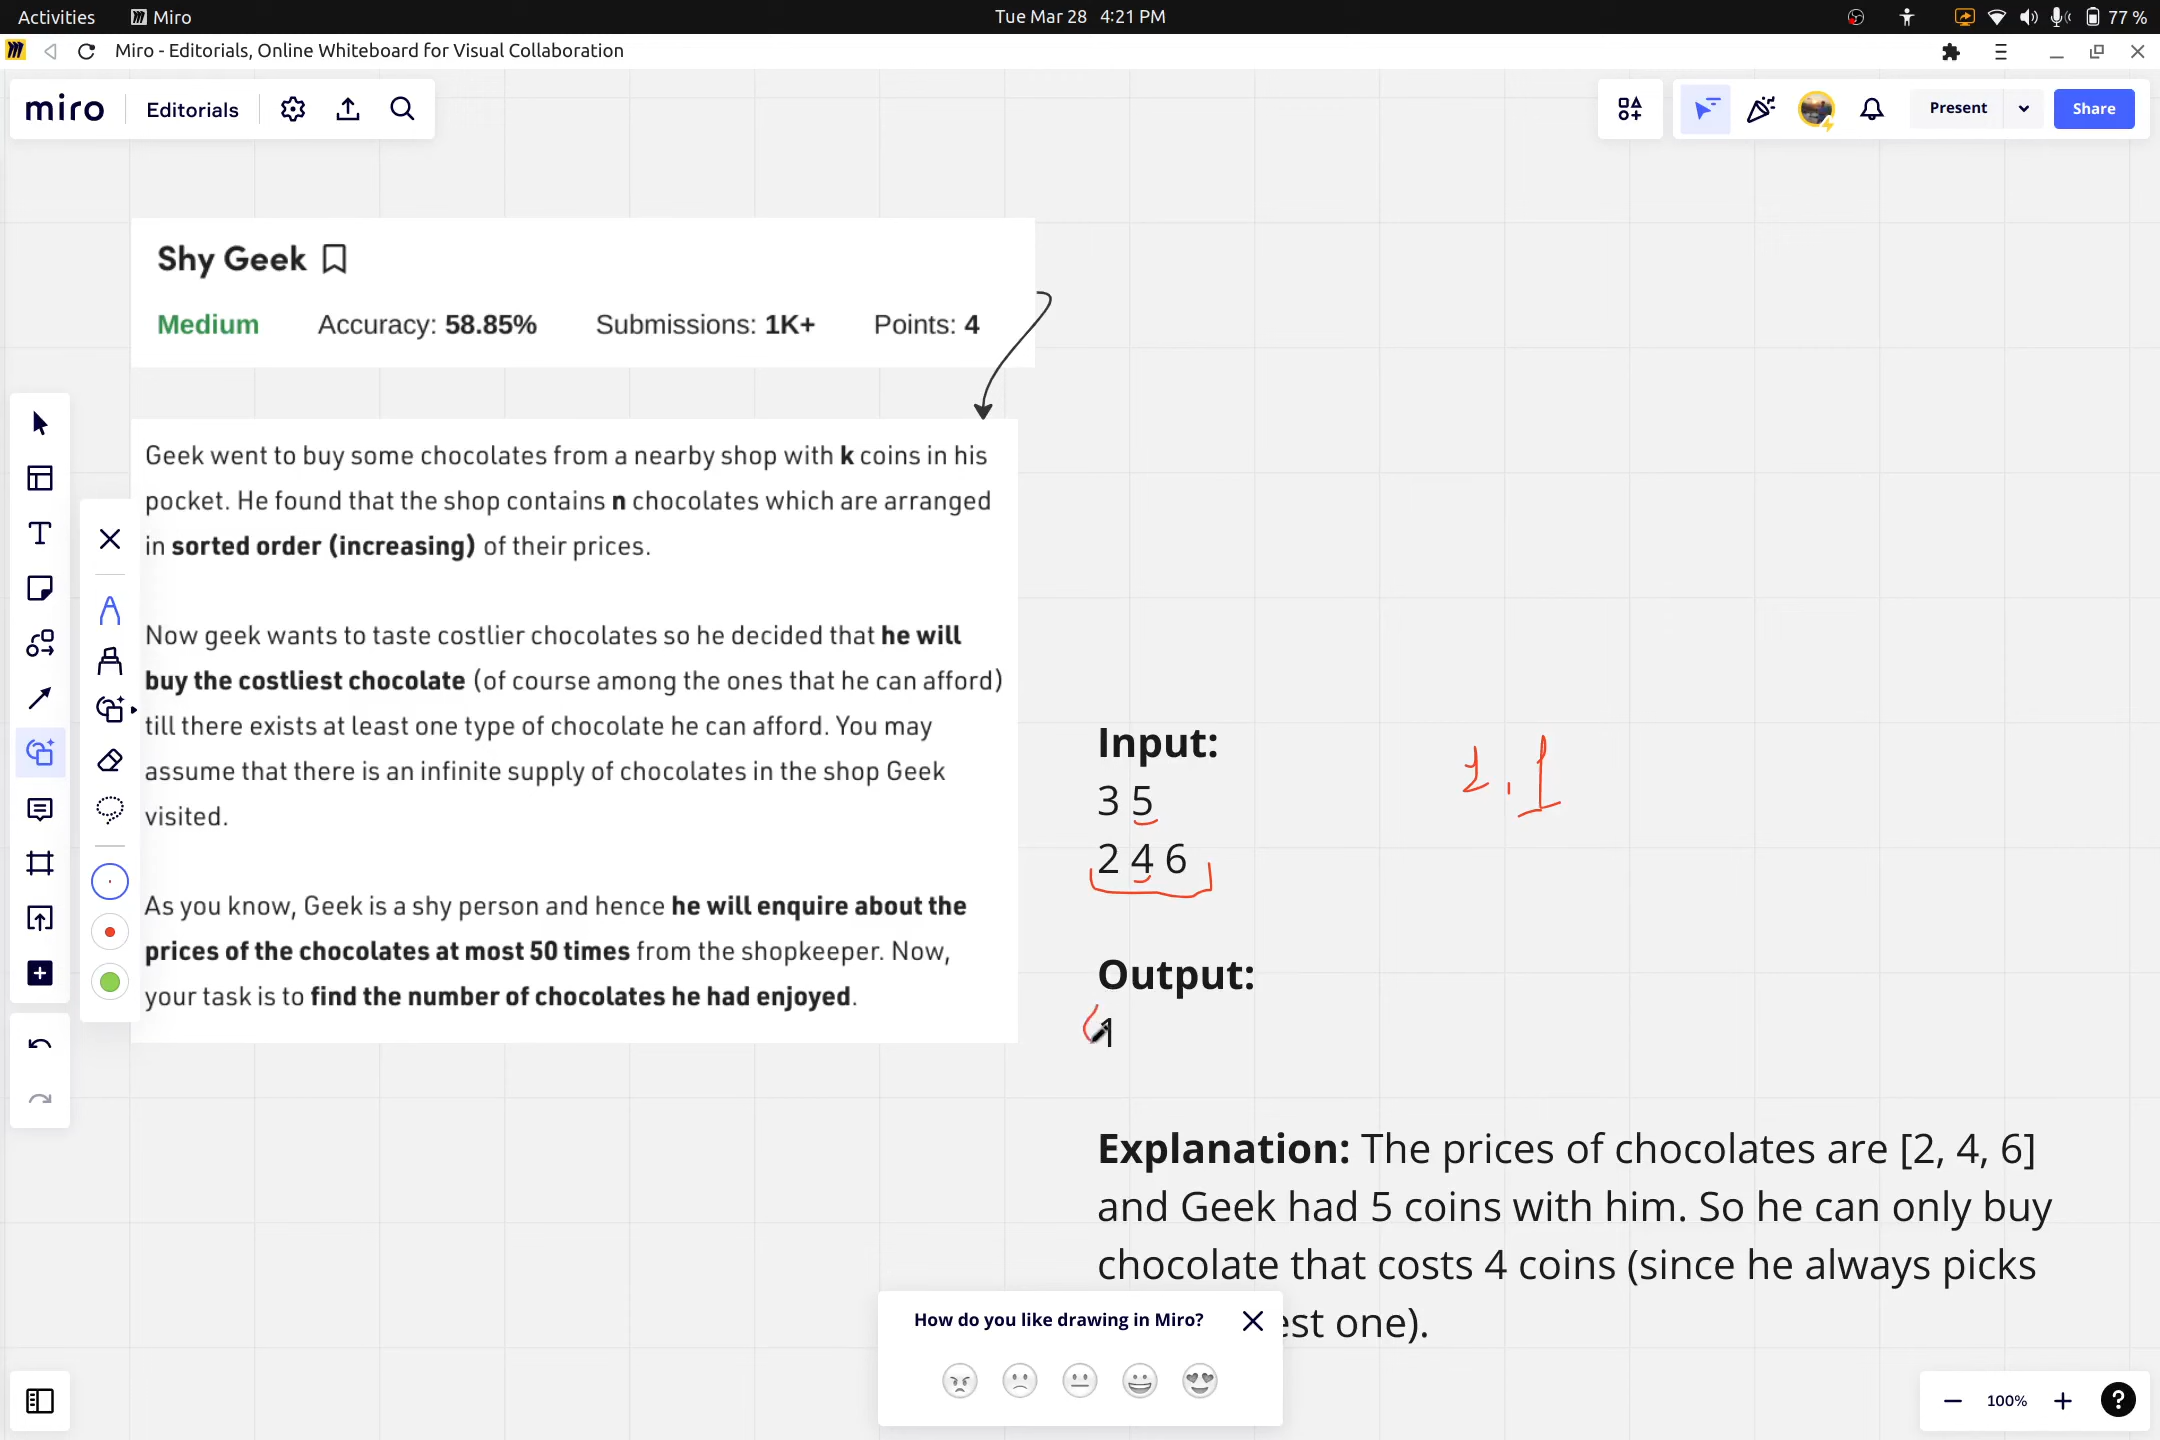 Activities Miro Tue Mar 28 4:21 PM 77 %
Miro - Editorials, Online Whiteboard for Visual Collaboration
miro Editorials Present Share
Shy Geek
Medium Accuracy: 58.85% Submissions: 1K+ Points: 4
Geek went to buy some chocolates from a nearby shop with k coins in his
pocket. He found that the shop contains n chocolates which are arranged
in sorted order (increasing) of their prices.
Now geek wants to taste costlier chocolates so he decided that he will
buy the costliest chocolate (of course among the ones that he can afford)
till there exists at least one type of chocolate he can afford. You may
assume that there is an infinite supply of chocolates in the shop Geek
visited.
As you know, Geek is a shy person and hence he will enquire about the
prices of the chocolates at most 50 times from the shopkeeper. Now,
your task is to find the number of chocolates he had enjoyed.
Input:
3 5
2 4 6
Output:
1
Explanation: The prices of chocolates are [2, 4, 6]
and Geek had 5 coins with him. So he can only buy
chocolate that costs 4 coins (since he always picks
est one).
How do you like drawing in Miro?
100%